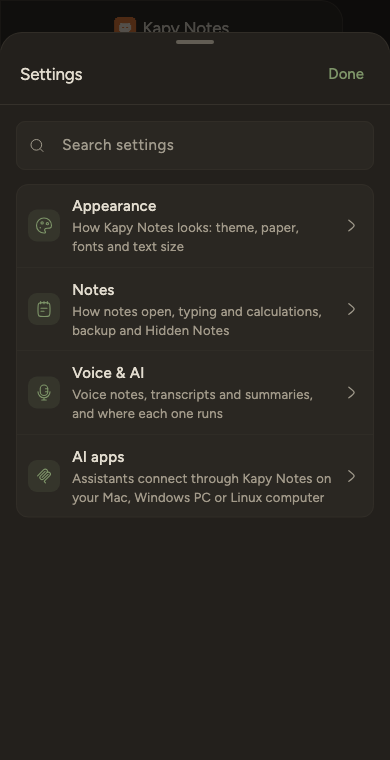 Kapy Notes
Settings
Done
Search settings
Appearance
How Kapy Notes looks: theme, paper,
fonts and text size
Notes
How notes open, typing and calculations,
backup and Hidden Notes
Voice & AI
Voice notes, transcripts and summaries,
and where each one runs
AI apps
Assistants connect through Kapy Notes on
your Mac, Windows PC or Linux computer